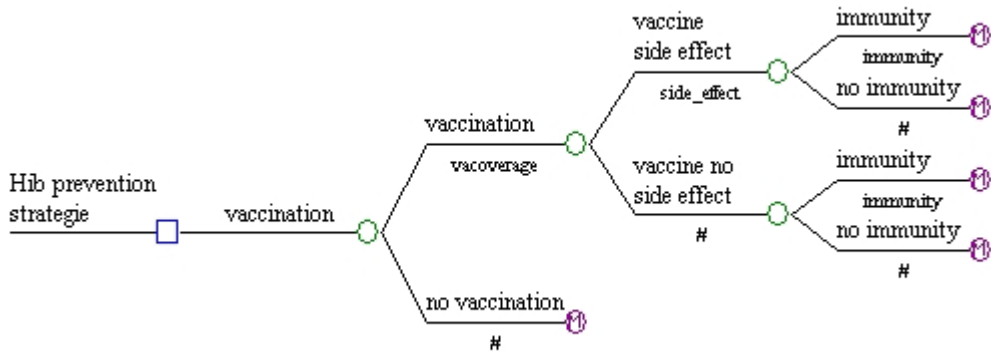 vaccine
side effect
side_effect
immunity
immunity
no immunity
#
vaccination
vacoverage
vaccine no
side effect
#
immunity
immunity
no immunity
#
Hib prevention
strategie
vaccination
no vaccination
#
M
M
M
M
M